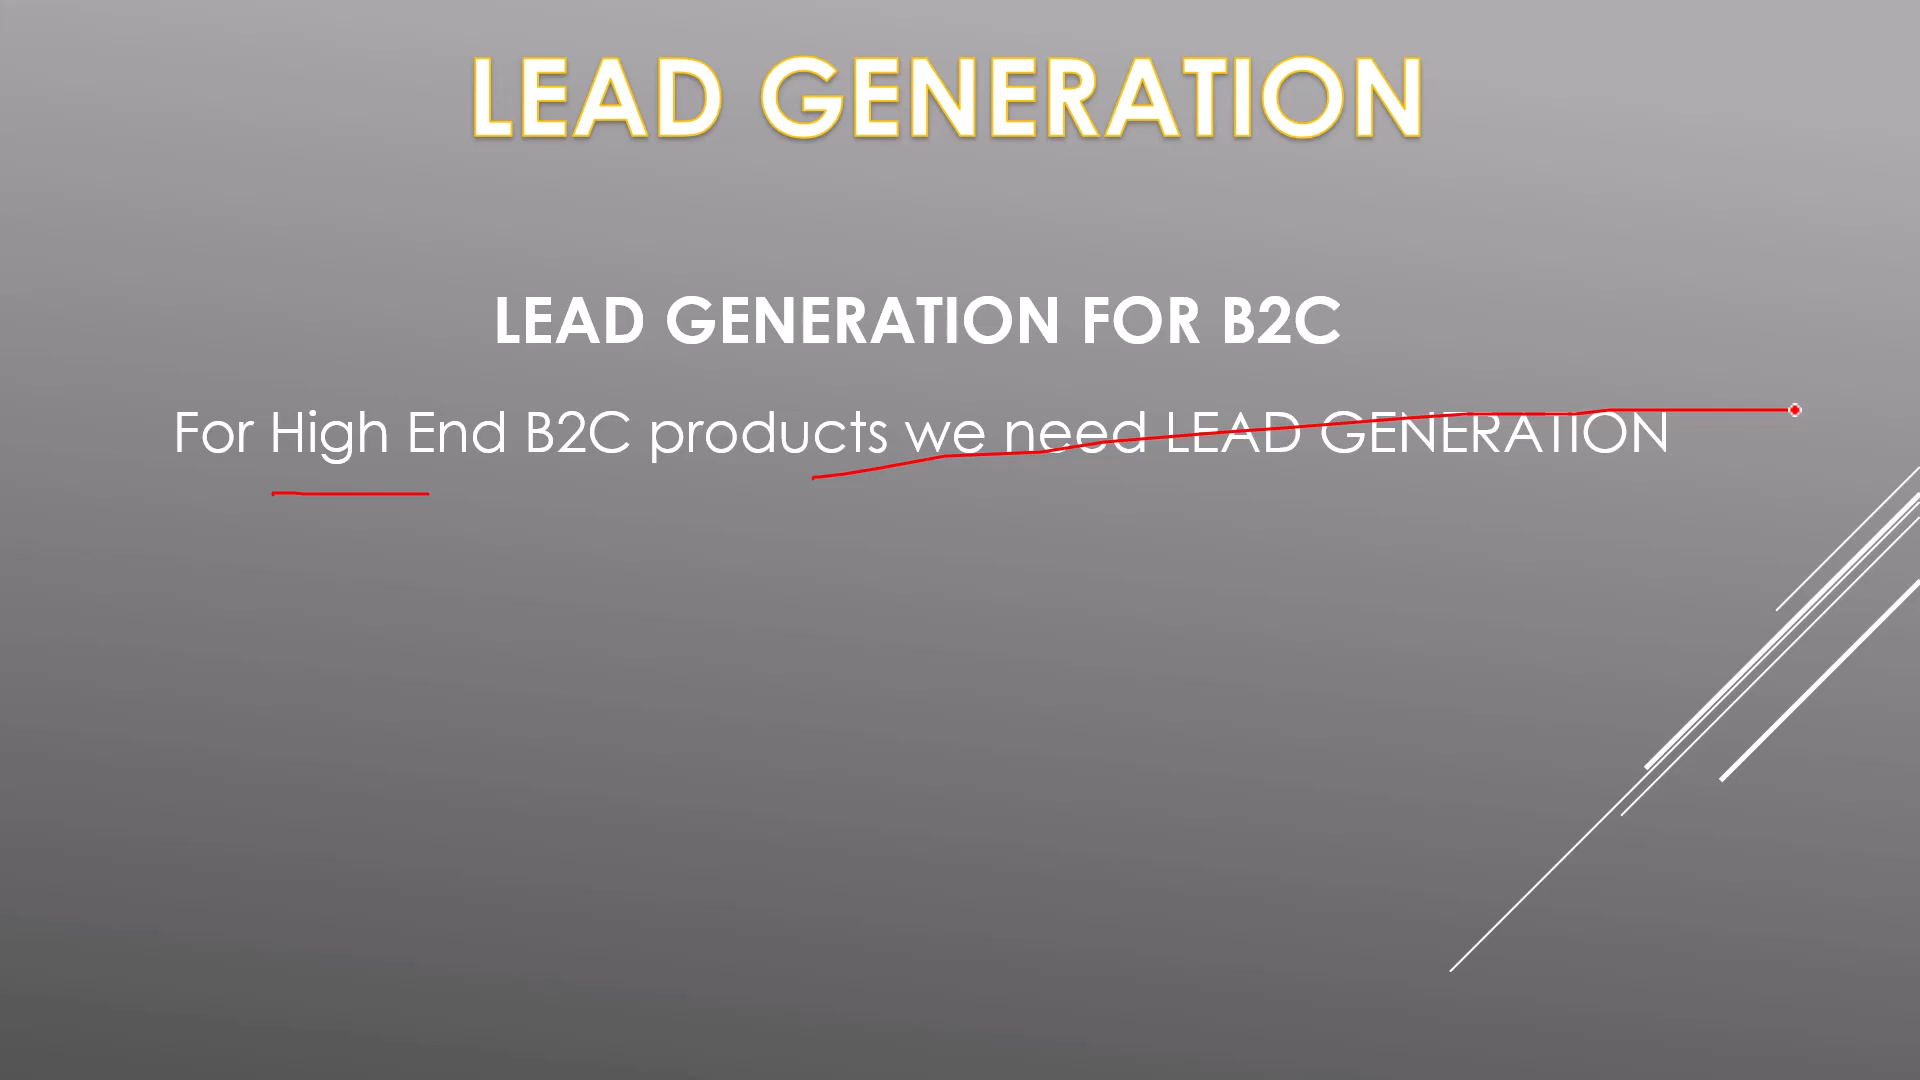 LEAD GENERATION
LEAD GENERATION FOR B2C
For High End B2C products we need LEAD GENERATION